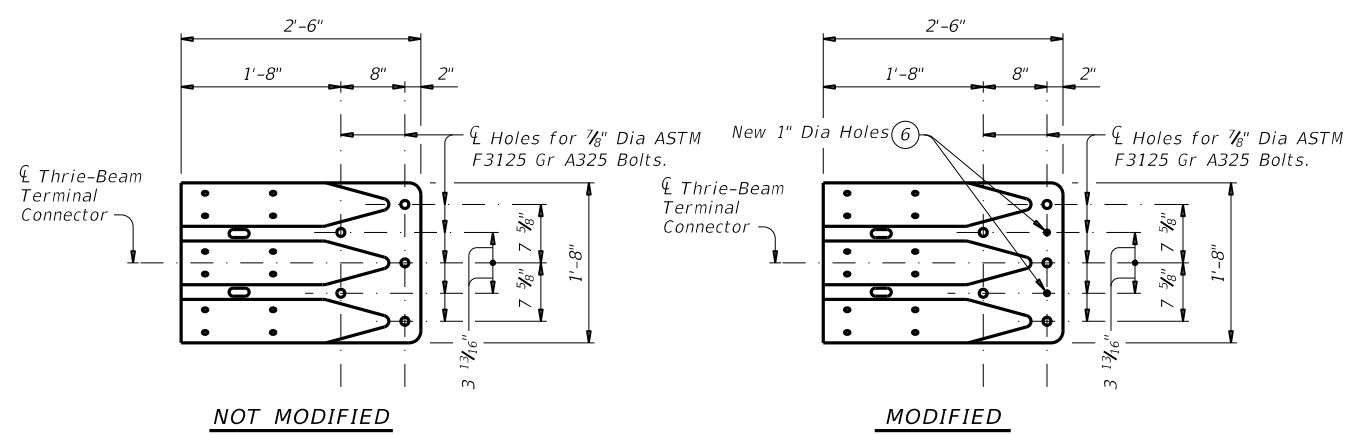 2'-6"
1'-8"
8"
2"
℄ Holes for ⅞" Dia ASTM
F3125 Gr A325 Bolts.
℄ Thrie-Beam
Terminal
Connector
7 ⅝"
7 ⅝"
3 13/16"
1'-8"
NOT MODIFIED
2'-6"
1'-8"
8"
2"
New 1" Dia Holes 6
℄ Holes for ⅞" Dia ASTM
F3125 Gr A325 Bolts.
℄ Thrie-Beam
Terminal
Connector
7 ⅝"
7 ⅝"
3 13/16"
1'-8"
MODIFIED